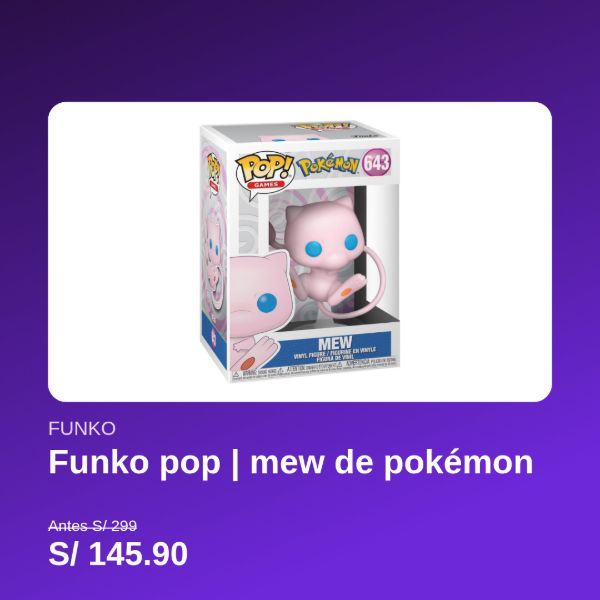 POP!
GAMES
POKÉMON
643
MEW
VINYL FIGURE / FIGURINE EN VINYLE
FIGURA DE VINIL
FUNKO
Funko pop | mew de pokémon
Antes S/ 299
S/ 145.90